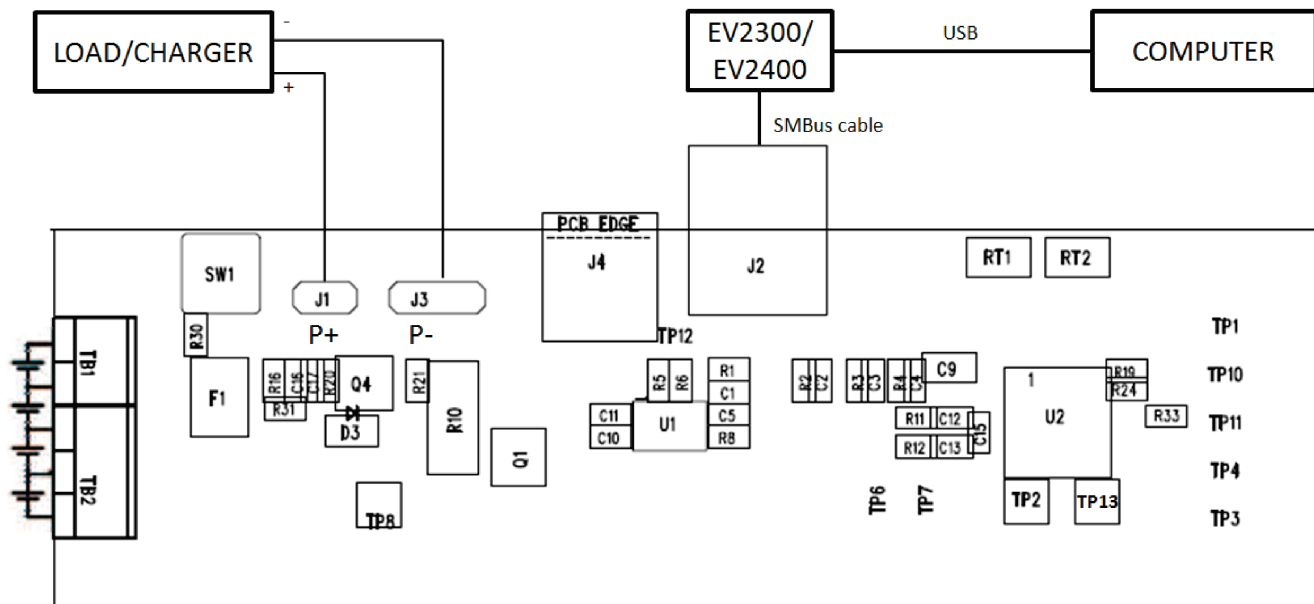 -
LOAD/CHARGER
+
EV2300/
EV2400
USB
COMPUTER
SMBus cable
PCB EDGE
J4
J2
RT1
RT2
SW1
J1
J3
P+
P-
R30
TP12
TP1
TB1
F1
R16
C16
C17
R20
Q4
R21
R31
D3
R10
Q1
TP8
R5
R6
R1
C1
C11
C5
C10
U1
R8
R2
C2
R3
C3
R4
C4
C9
R11
C12
C15
R12
C13
TP6
TP7
1
U2
R19
R24
R33
TP10
TP11
TP4
TP2
TP13
TP3
TB2